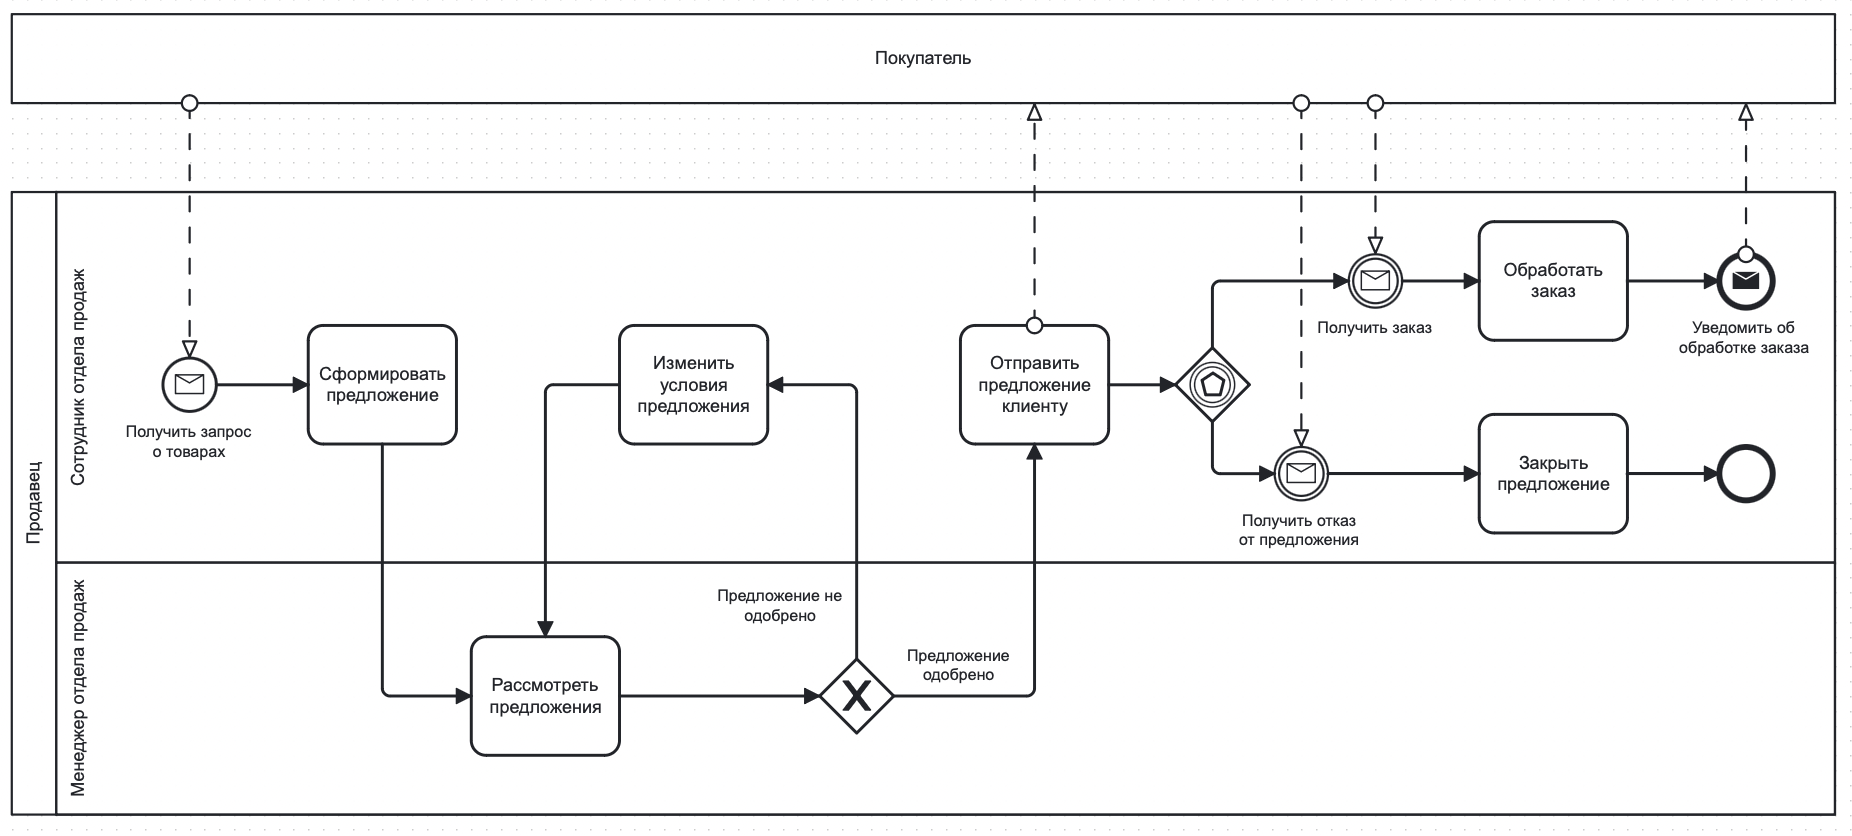 Покупатель
Продавец
Сотрудник отдела продаж
Получить запрос
о товарах
Сформировать
предложение
Изменить
условия
предложения
Отправить
предложение
клиенту
Получить заказ
Обработать
заказ
Уведомить об
обработке заказа
Получить отказ
от предложения
Закрыть
предложение
Менеджер отдела продаж
Рассмотреть
предложения
Предложение не
одобрено
Предложение
одобрено